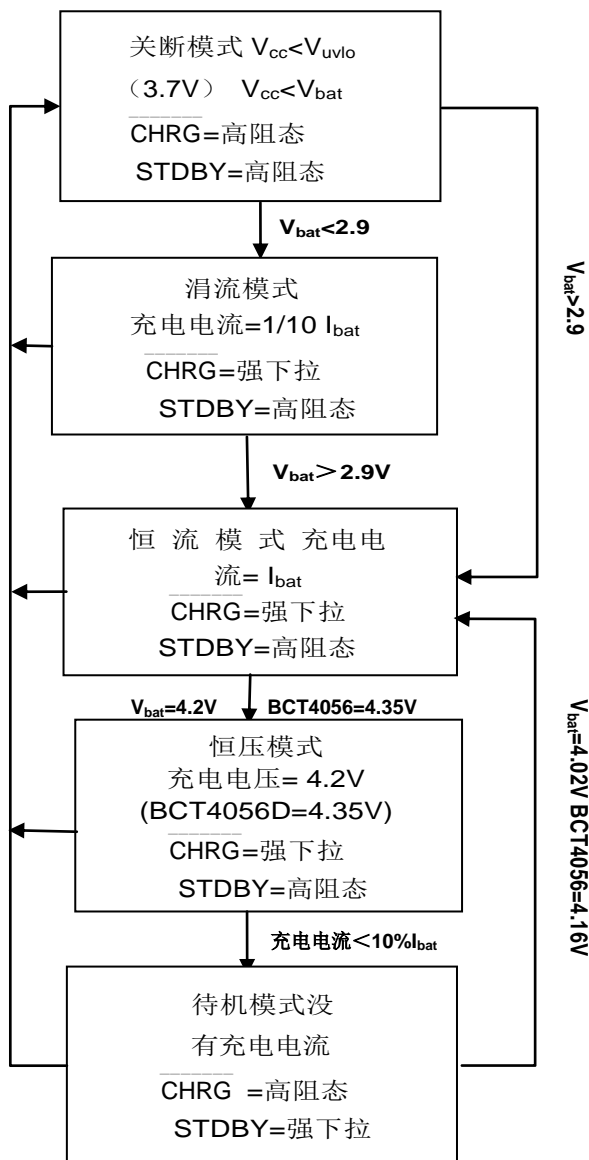 关断模式 Vcc<Vuvlo
（3.7V） Vcc<Vbat
CHRG=高阻态
STDBY=高阻态
Vbat<2.9
Vbat>2.9
涓流模式
充电电流=1/10 Ibat
CHRG=强下拉
STDBY=高阻态
Vbat＞2.9V
恒 流 模 式 充电电
流= Ibat
CHRG=强下拉
STDBY=高阻态
Vbat=4.2V BCT4056=4.35V
恒压模式
充电电压= 4.2V
(BCT4056D=4.35V)
CHRG=强下拉
STDBY=高阻态
Vbat=4.02V BCT4056=4.16V
充电电流＜10%Ibat
待机模式没
有充电电流
CHRG =高阻态
STDBY=强下拉